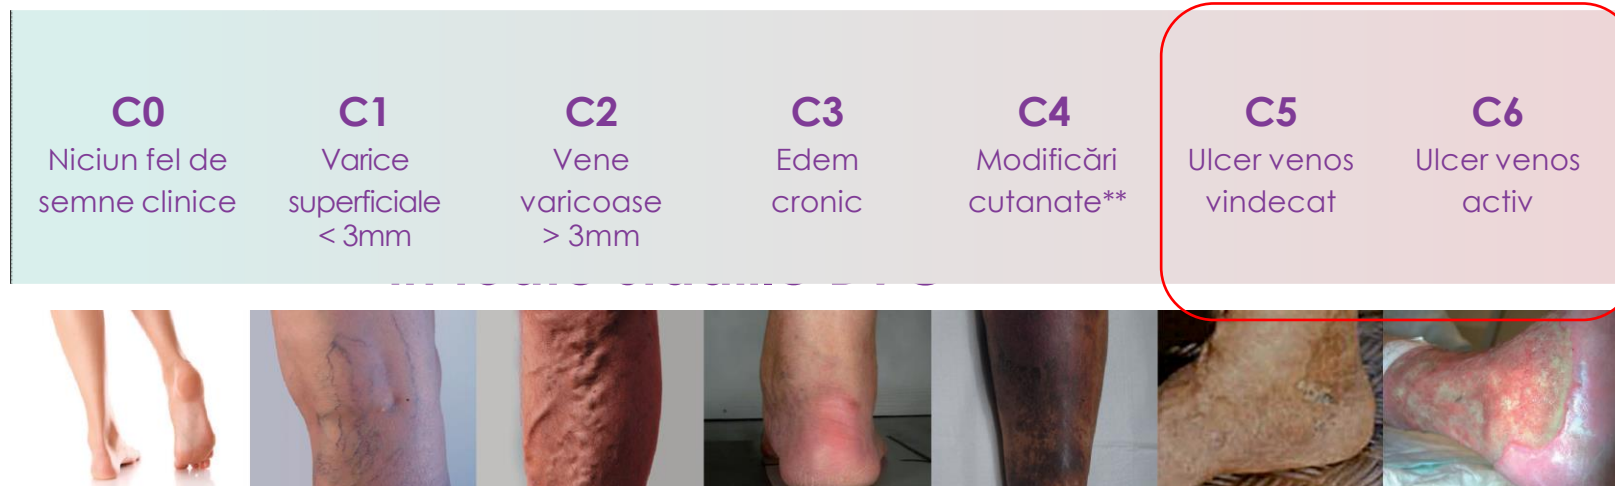 C0
Niciun fel de
semne clinice
C1
Varice
superficiale
< 3mm
C2
Vene
varicoase
> 3mm
C3
Edem
cronic
C4
Modificări
cutanate**
C5
Ulcer venos
vindecat
C6
Ulcer venos
activ